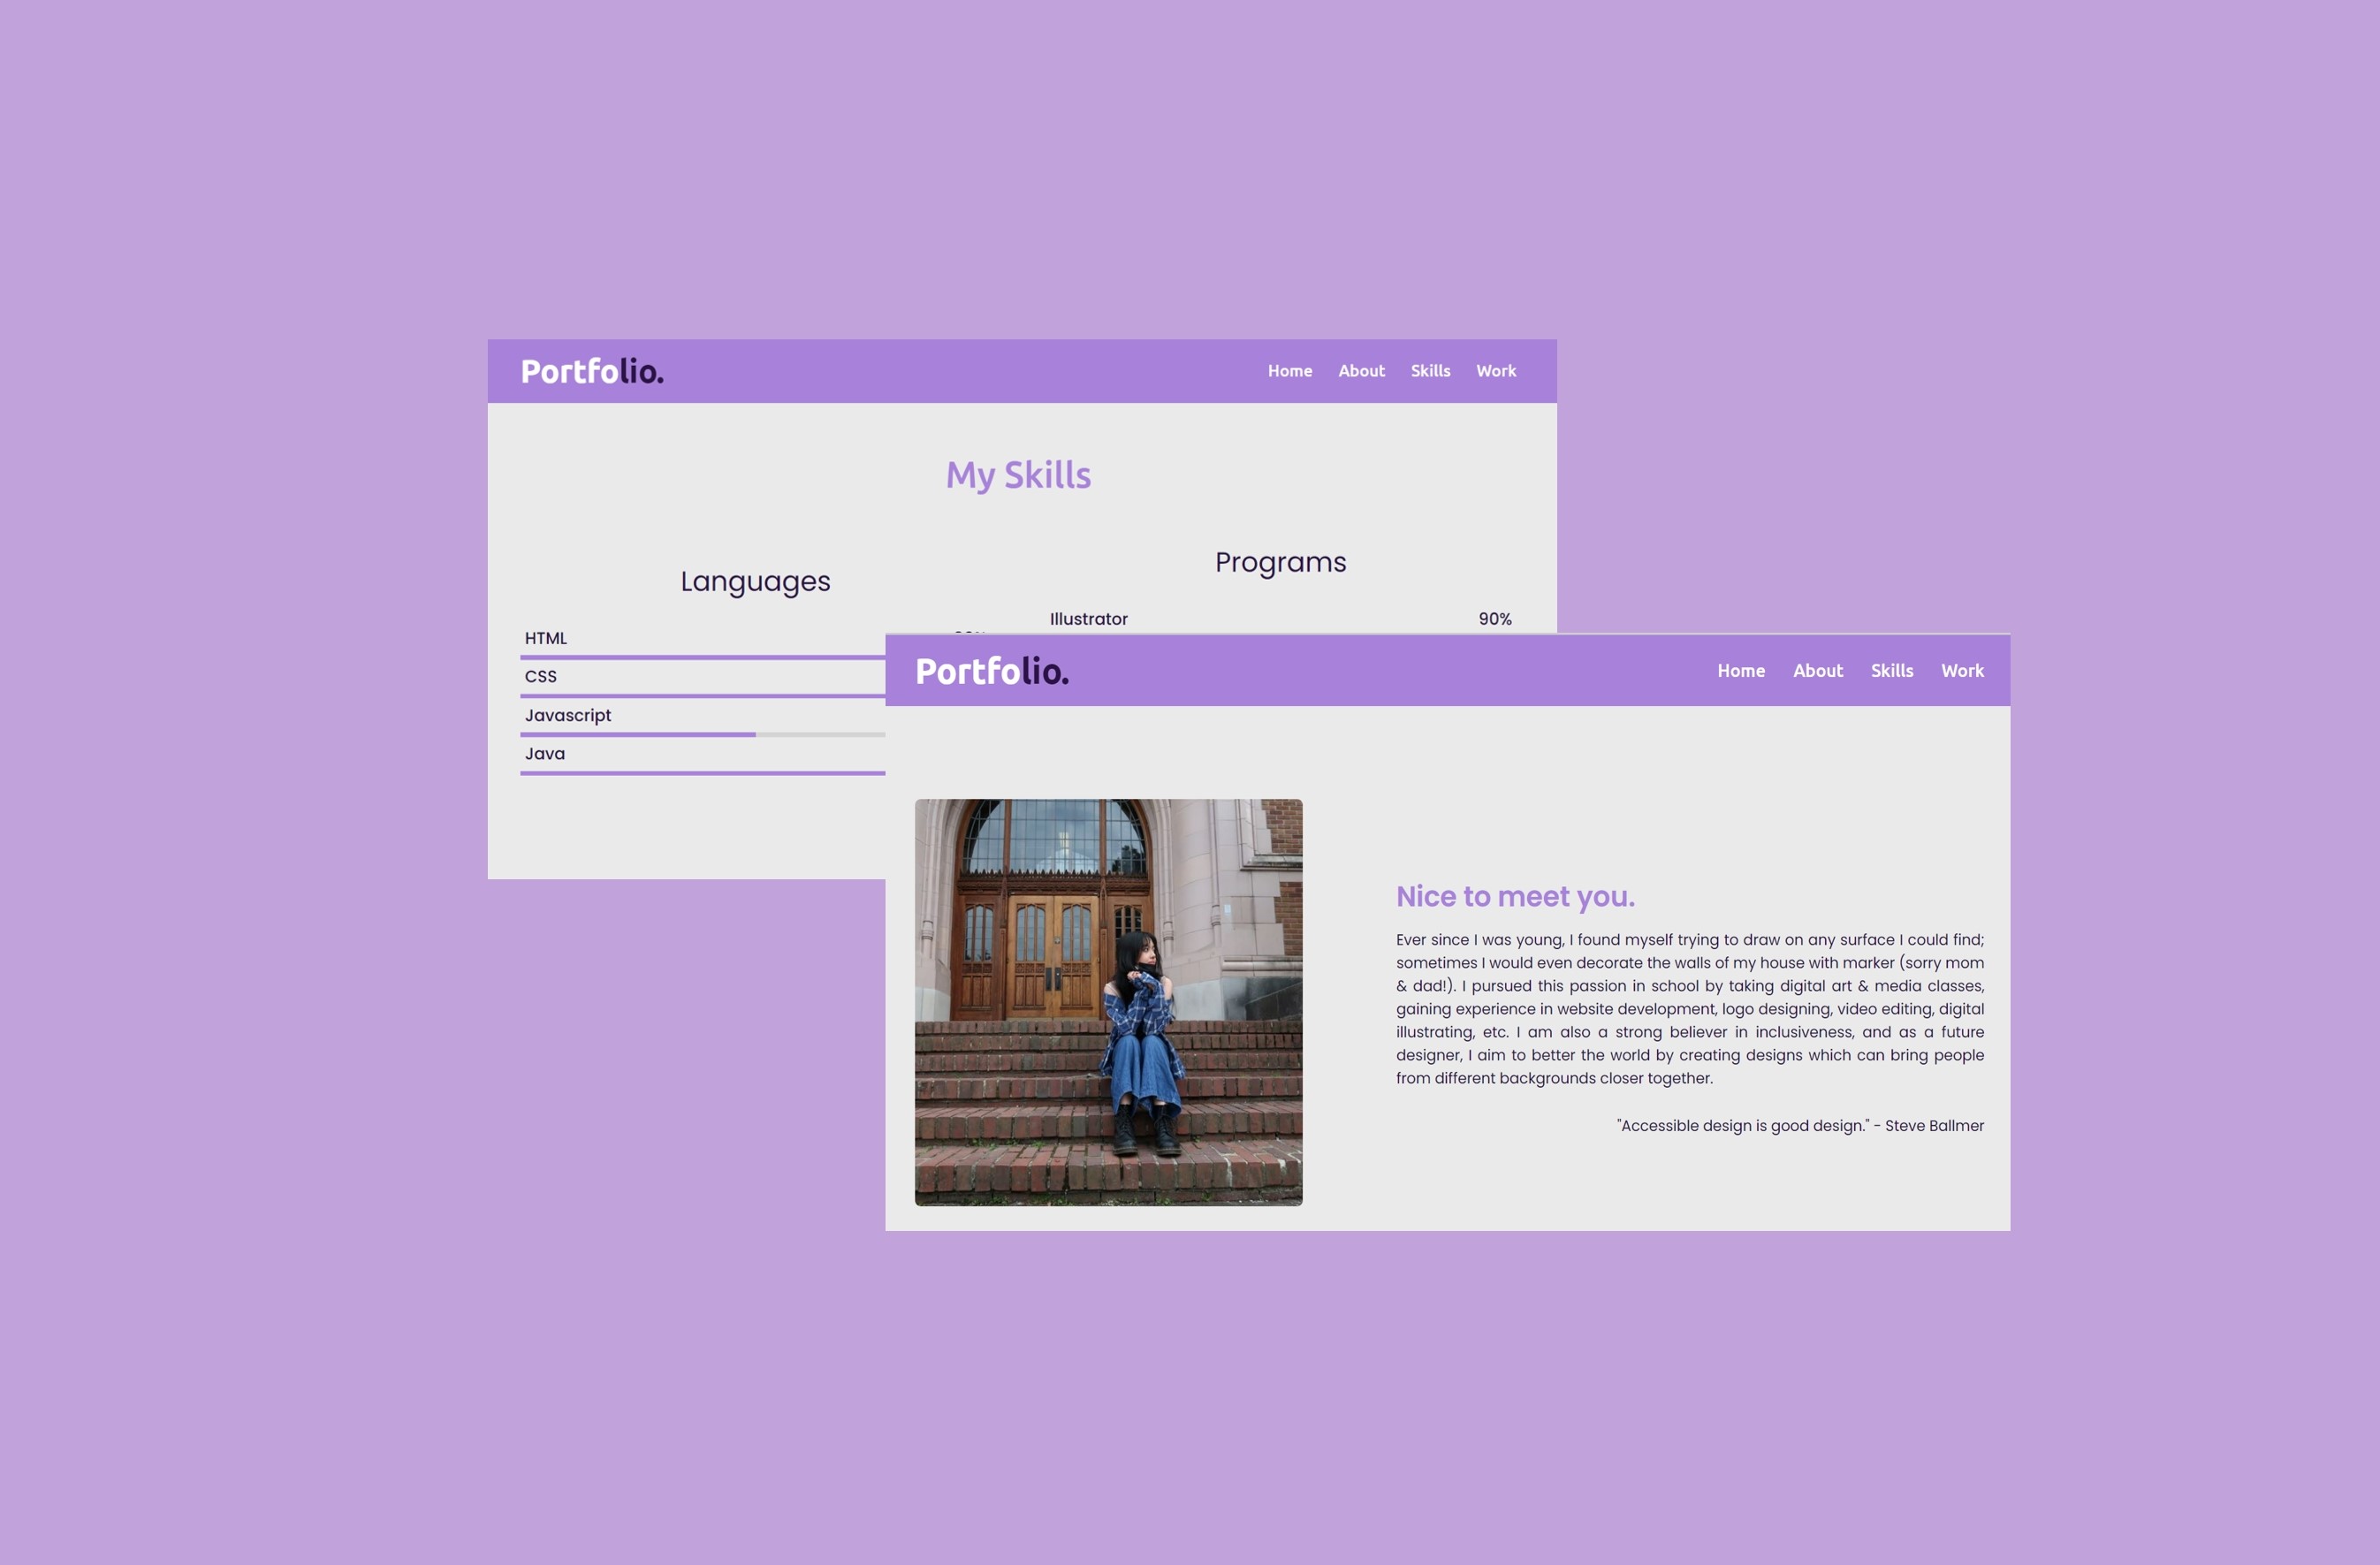 Portfolio.
Home About Skills Work
My Skills
Languages
Programs
Illustrator 90%
HTML
CSS
Javascript
Java
Portfolio.
Home About Skills Work
Nice to meet you.
Ever since I was young, I found myself trying to draw on any surface I could find;
sometimes I would even decorate the walls of my house with marker (sorry mom
& dad!). I pursued this passion in school by taking digital art & media classes,
gaining experience in website development, logo designing, video editing, digital
illustrating, etc. I am also a strong believer in inclusiveness, and as a future
designer, I aim to better the world by creating designs which can bring people
from different backgrounds closer together.
"Accessible design is good design." - Steve Ballmer